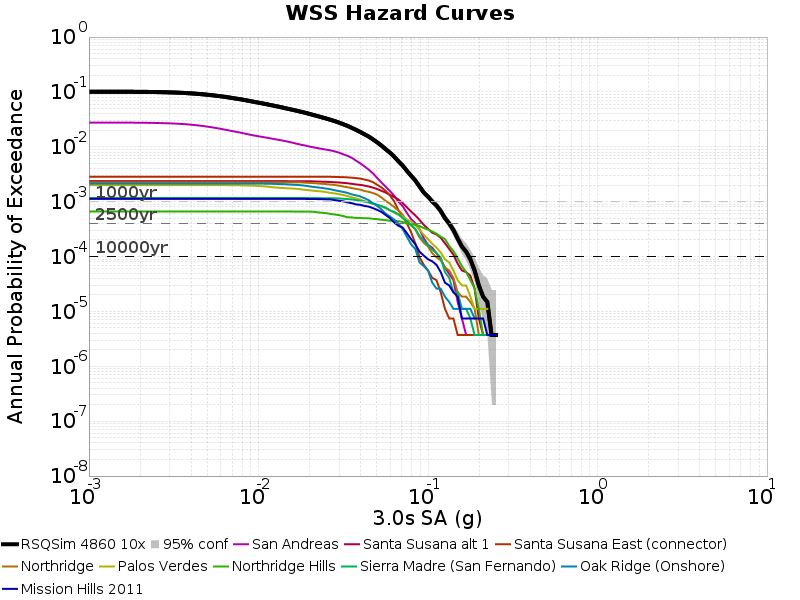 WSS Hazard Curves
Annual Probability of Exceedance
10^0
10^-1
10^-2
10^-3
10^-4
10^-5
10^-6
10^-7
10^-8
1000yr
2500yr
10000yr
10^-3 10^-2 10^-1 10^0 10^1
3.0s SA (g)
RSQSim 4860 10x 95% conf San Andreas Santa Susana alt 1 Santa Susana East (connector)
Northridge Palos Verdes Northridge Hills Sierra Madre (San Fernando) Oak Ridge (Onshore)
Mission Hills 2011